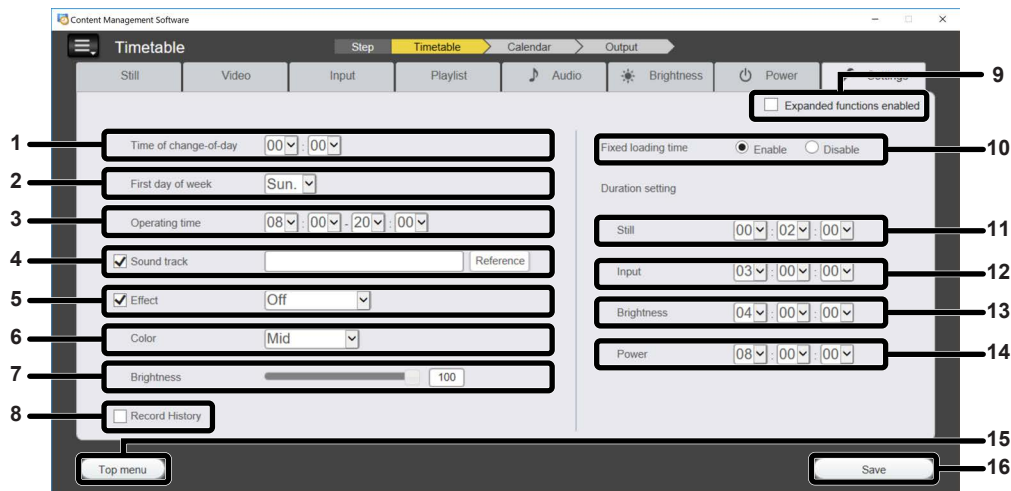 Content Management Software
Timetable
Step Timetable Calendar Output
Still Video Input Playlist Audio Brightness Power Settings
9
Expanded functions enabled
1 Time of change-of-day 00 : 00
Fixed loading time Enable Disable 10
2 First day of week Sun.
Duration setting
3 Operating time 08 : 00 - 20 : 00
Still 00 : 02 : 00 11
4 Sound track Reference
Input 03 : 00 : 00 12
5 Effect Off
Brightness 04 : 00 : 00 13
6 Color Mid
Power 08 : 00 : 00 14
7 Brightness 100
8 Record History
15
Top menu Save 16